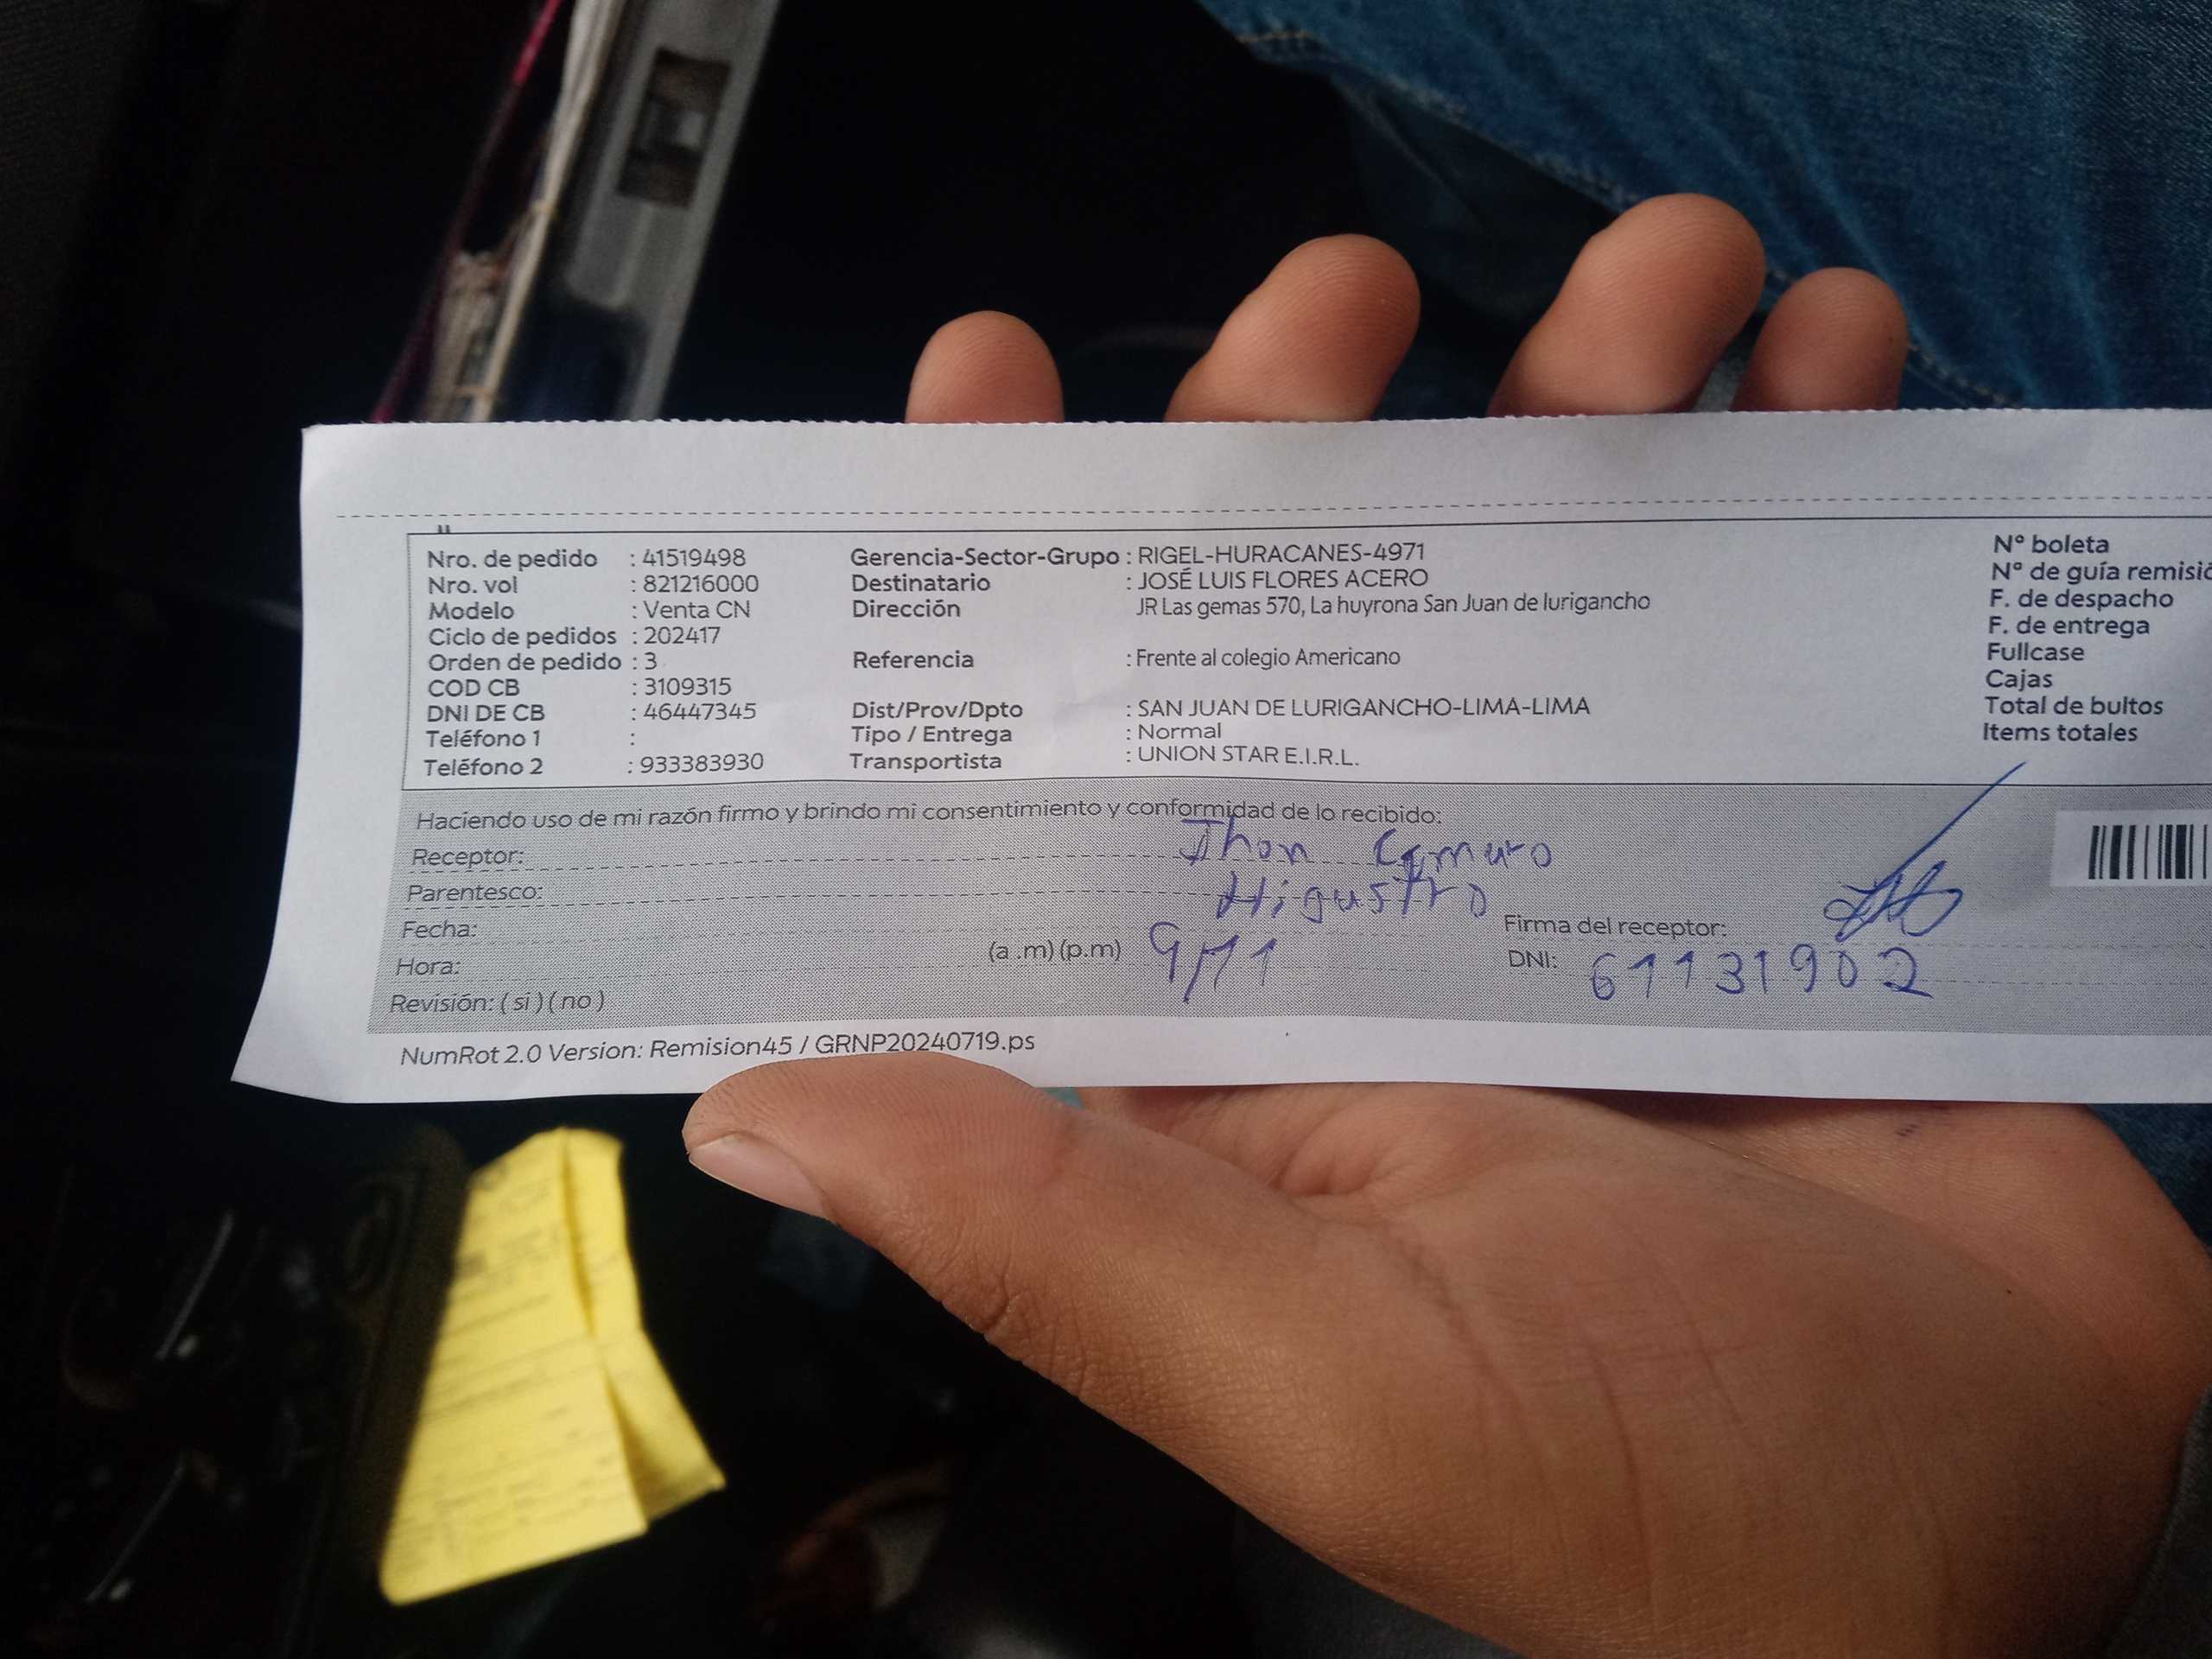 Nro. de pedido : 41519498
Nro. vol : 821216000
Modelo : Venta CN
Ciclo de pedidos : 202417
Orden de pedido : 3
COD CB : 3109315
DNI DE CB : 46447345
Teléfono 1 :
Teléfono 2 : 933383930
Gerencia-Sector-Grupo : RIGEL-HURACANES-4971
Destinatario : JOSÉ LUIS FLORES ACERO
Dirección JR Las gemas 570, La huyrona San Juan de lurigancho
Referencia : Frente al colegio Americano
Dist/Prov/Dpto : SAN JUAN DE LURIGANCHO-LIMA-LIMA
Tipo / Entrega : Normal
Transportista : UNION STAR E.I.R.L.
N° boleta
N° de guía remisió
F. de despacho
F. de entrega
Fullcase
Cajas
Total de bultos
Items totales
Haciendo uso de mi razón firmo y brindo mi consentimiento y conformidad de lo recibido:
Receptor: Jhon
Parentesco:
Fecha:
Hora: (a .m) (p.m) 9/11
Revisión: ( si ) ( no )
Firma del receptor:
DNI: 61131902
NumRot 2.0 Version: Remision45 / GRNP20240719.ps